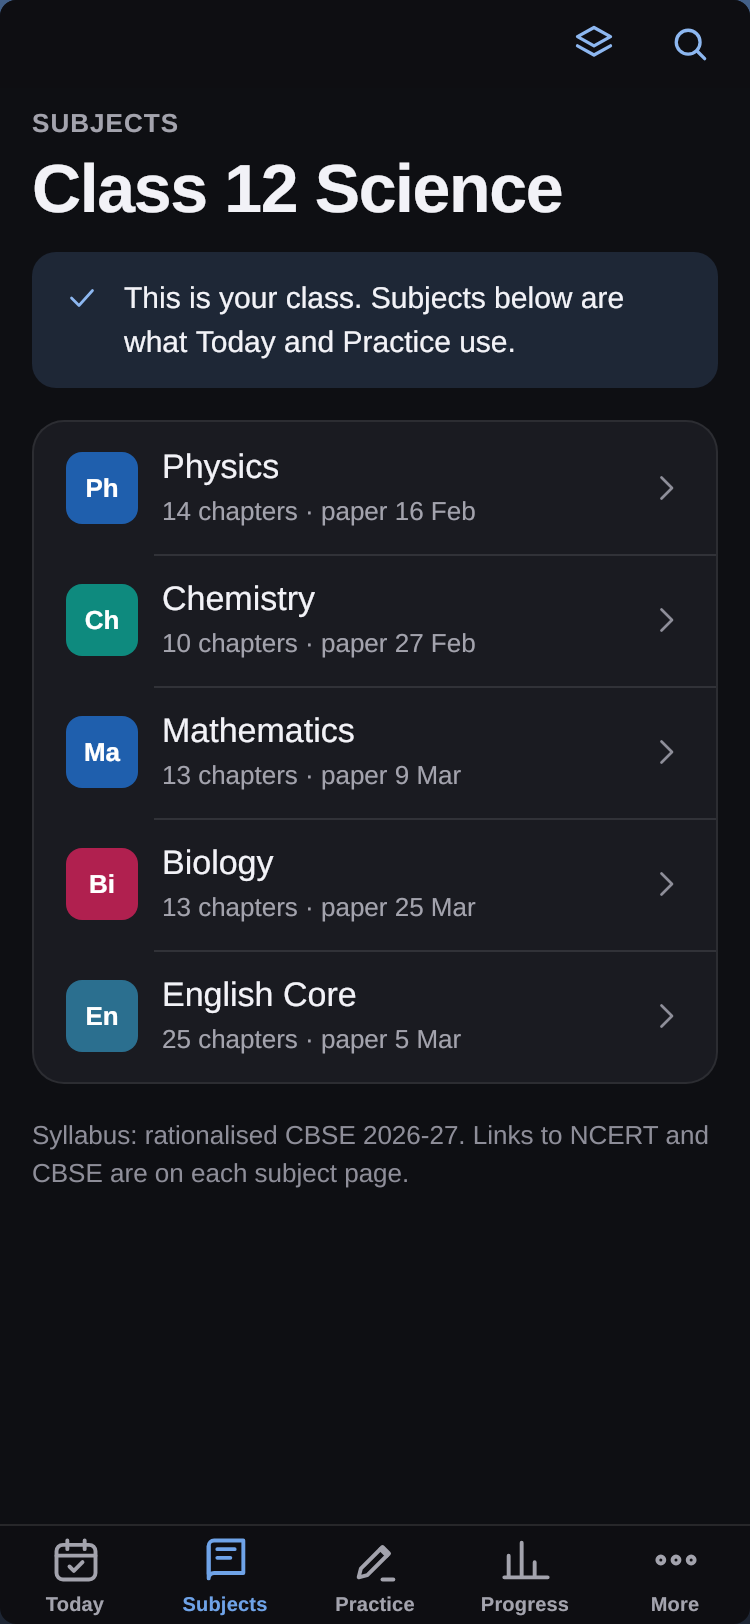 SUBJECTS
Class 12 Science
This is your class. Subjects below are
what Today and Practice use.
Ph
Physics
14 chapters · paper 16 Feb
Ch
Chemistry
10 chapters · paper 27 Feb
Ma
Mathematics
13 chapters · paper 9 Mar
Bi
Biology
13 chapters · paper 25 Mar
En
English Core
25 chapters · paper 5 Mar
Syllabus: rationalised CBSE 2026-27. Links to NCERT and
CBSE are on each subject page.
Today
Subjects
Practice
Progress
More